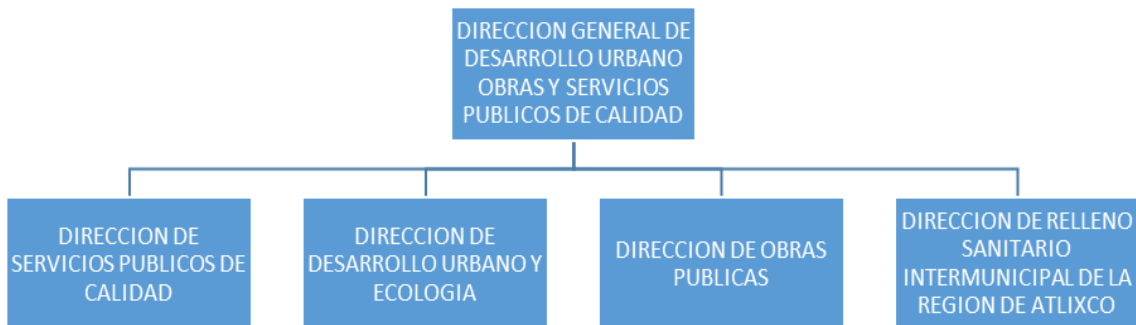 DIRECCION GENERAL DE
DESARROLLO URBANO
OBRAS Y SERVICIOS
PUBLICOS DE CALIDAD
DIRECCION DE
SERVICIOS PUBLICOS DE
CALIDAD
DIRECCION DE
DESARROLLO URBANO Y
ECOLOGIA
DIRECCION DE OBRAS
PUBLICAS
DIRECCION DE RELLENO
SANITARIO
INTERMUNICIPAL DE LA
REGION DE ATLIXCO